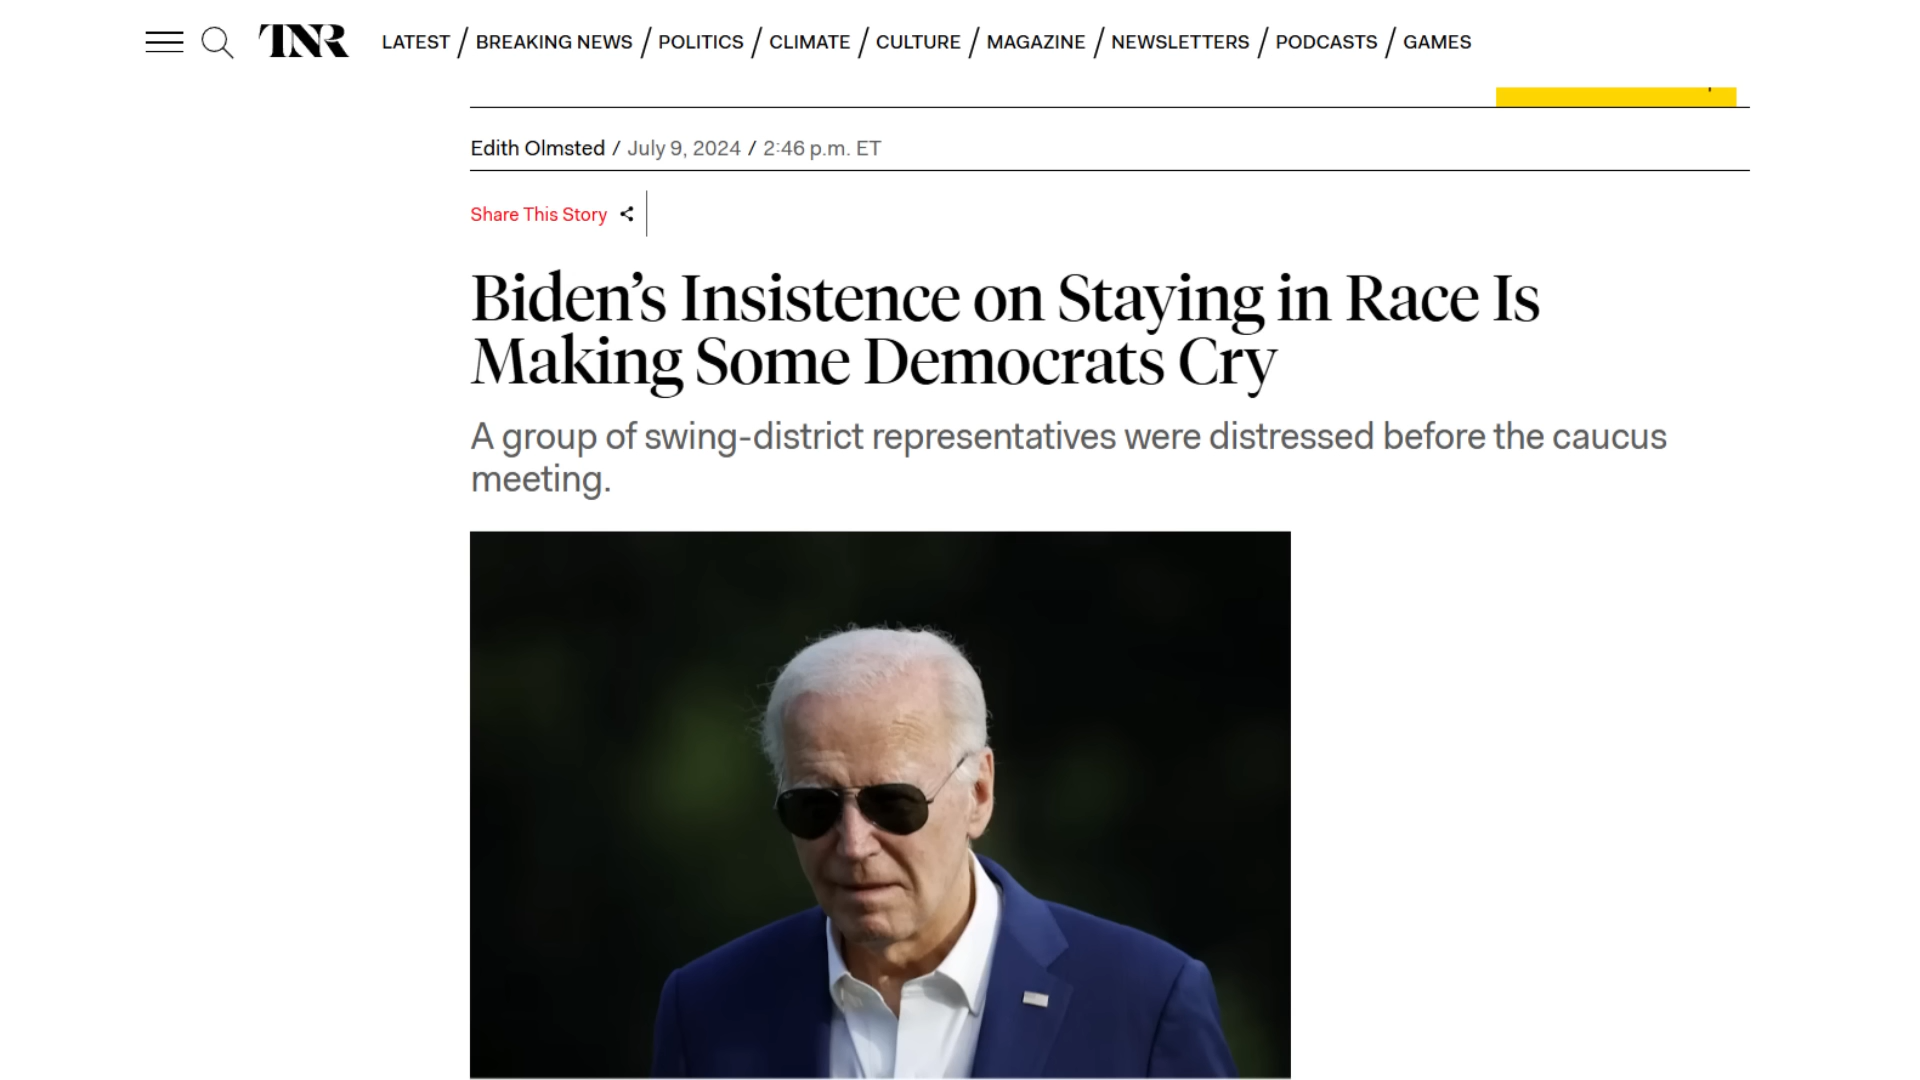 TNR LATEST / BREAKING NEWS / POLITICS / CLIMATE / CULTURE / MAGAZINE / NEWSLETTERS / PODCASTS / GAMES
Edith Olmsted / July 9, 2024 / 2:46 p.m. ET
Share This Story
Biden’s Insistence on Staying in Race Is
Making Some Democrats Cry
A group of swing-district representatives were distressed before the caucus
meeting.